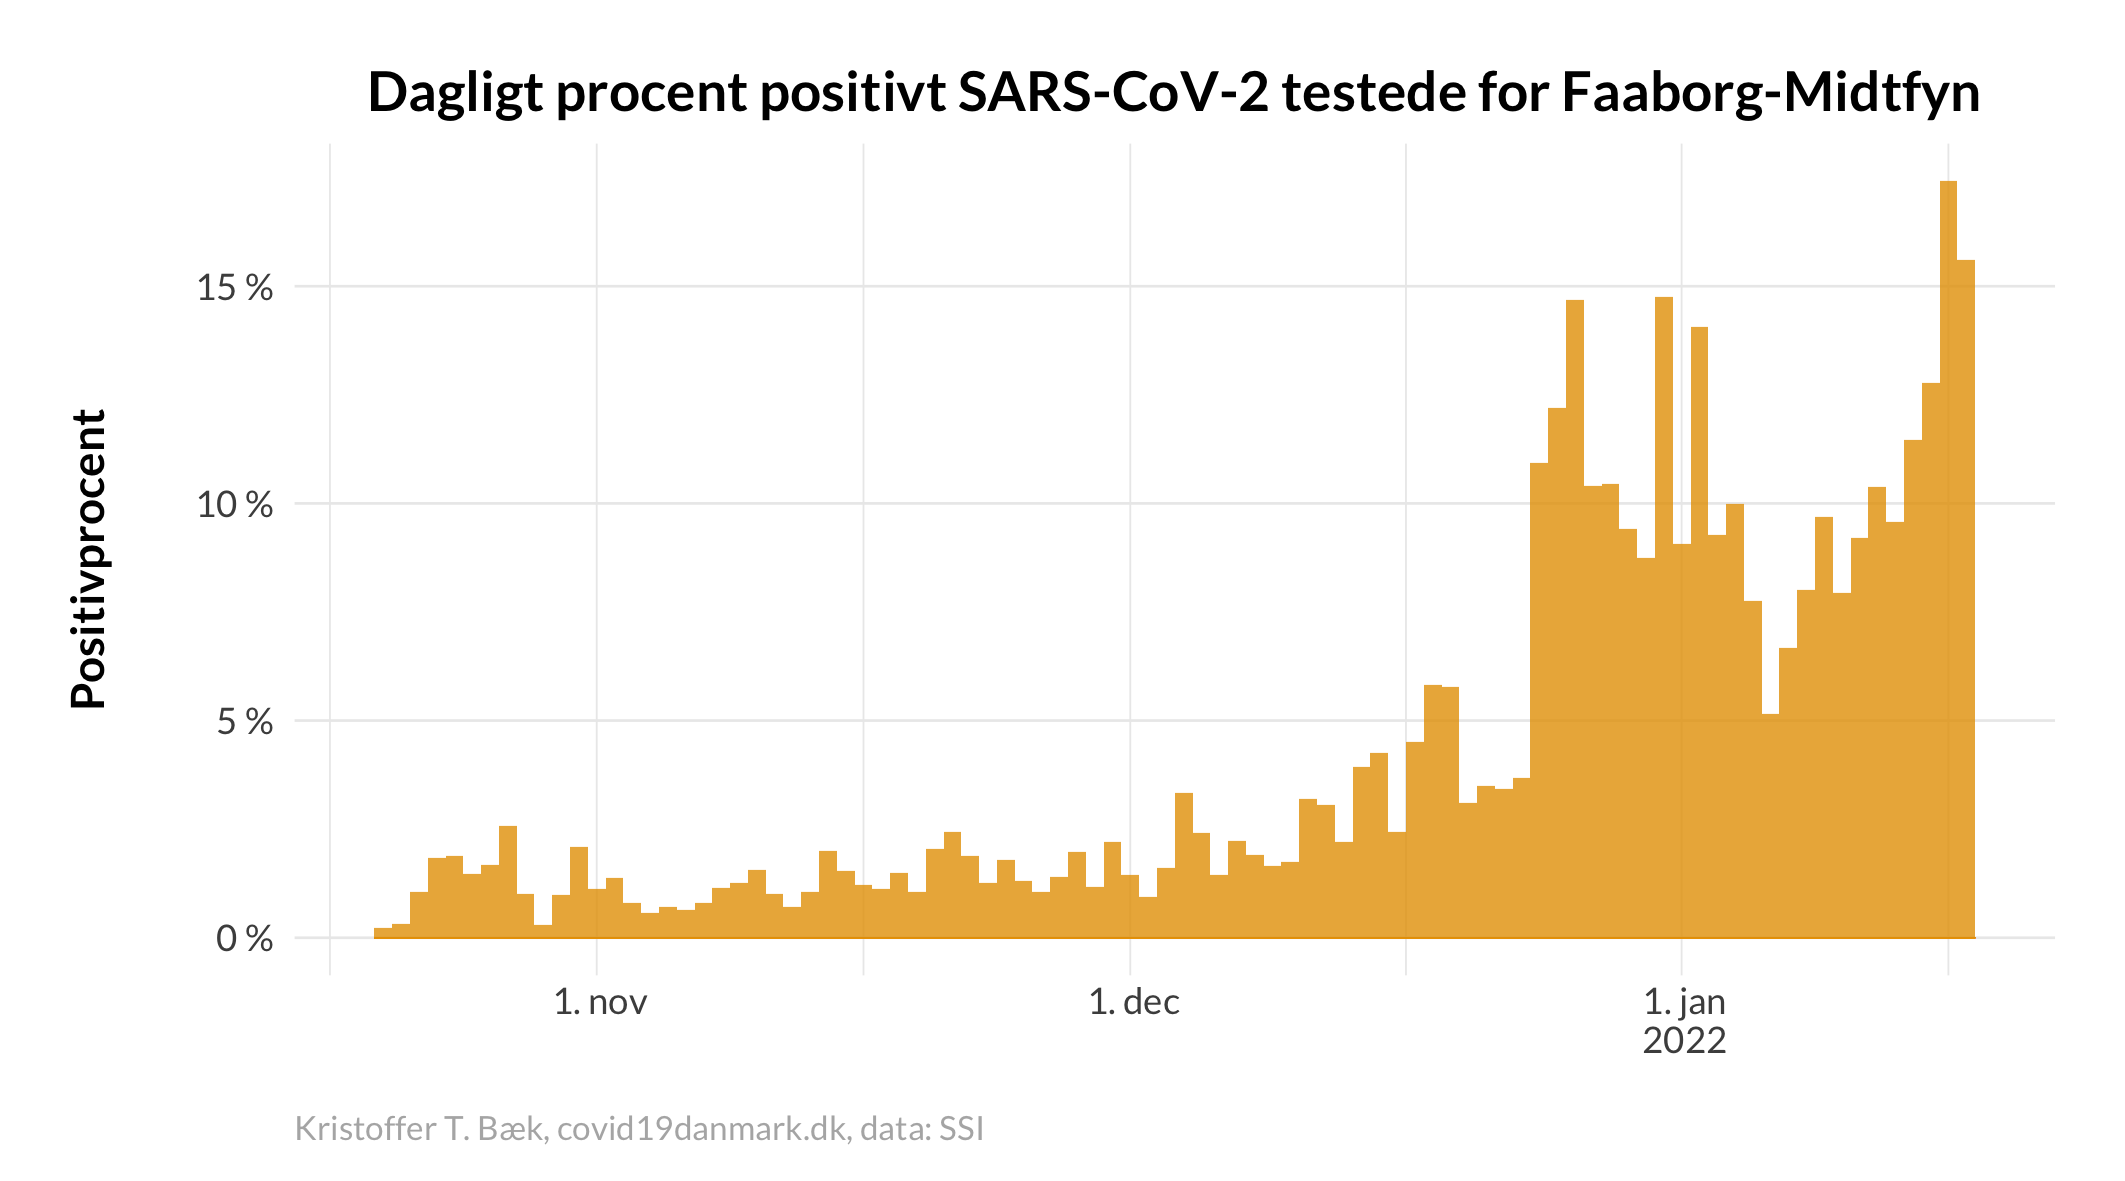 Dagligt procent positivt SARS-CoV-2 testede for Faaborg-Midtfyn
Positivprocent
15 %
10 %
5 %
0 %
1. nov
1. dec
1. jan
2022
Kristoffer T. Bæk, covid19danmark.dk, data: SSI